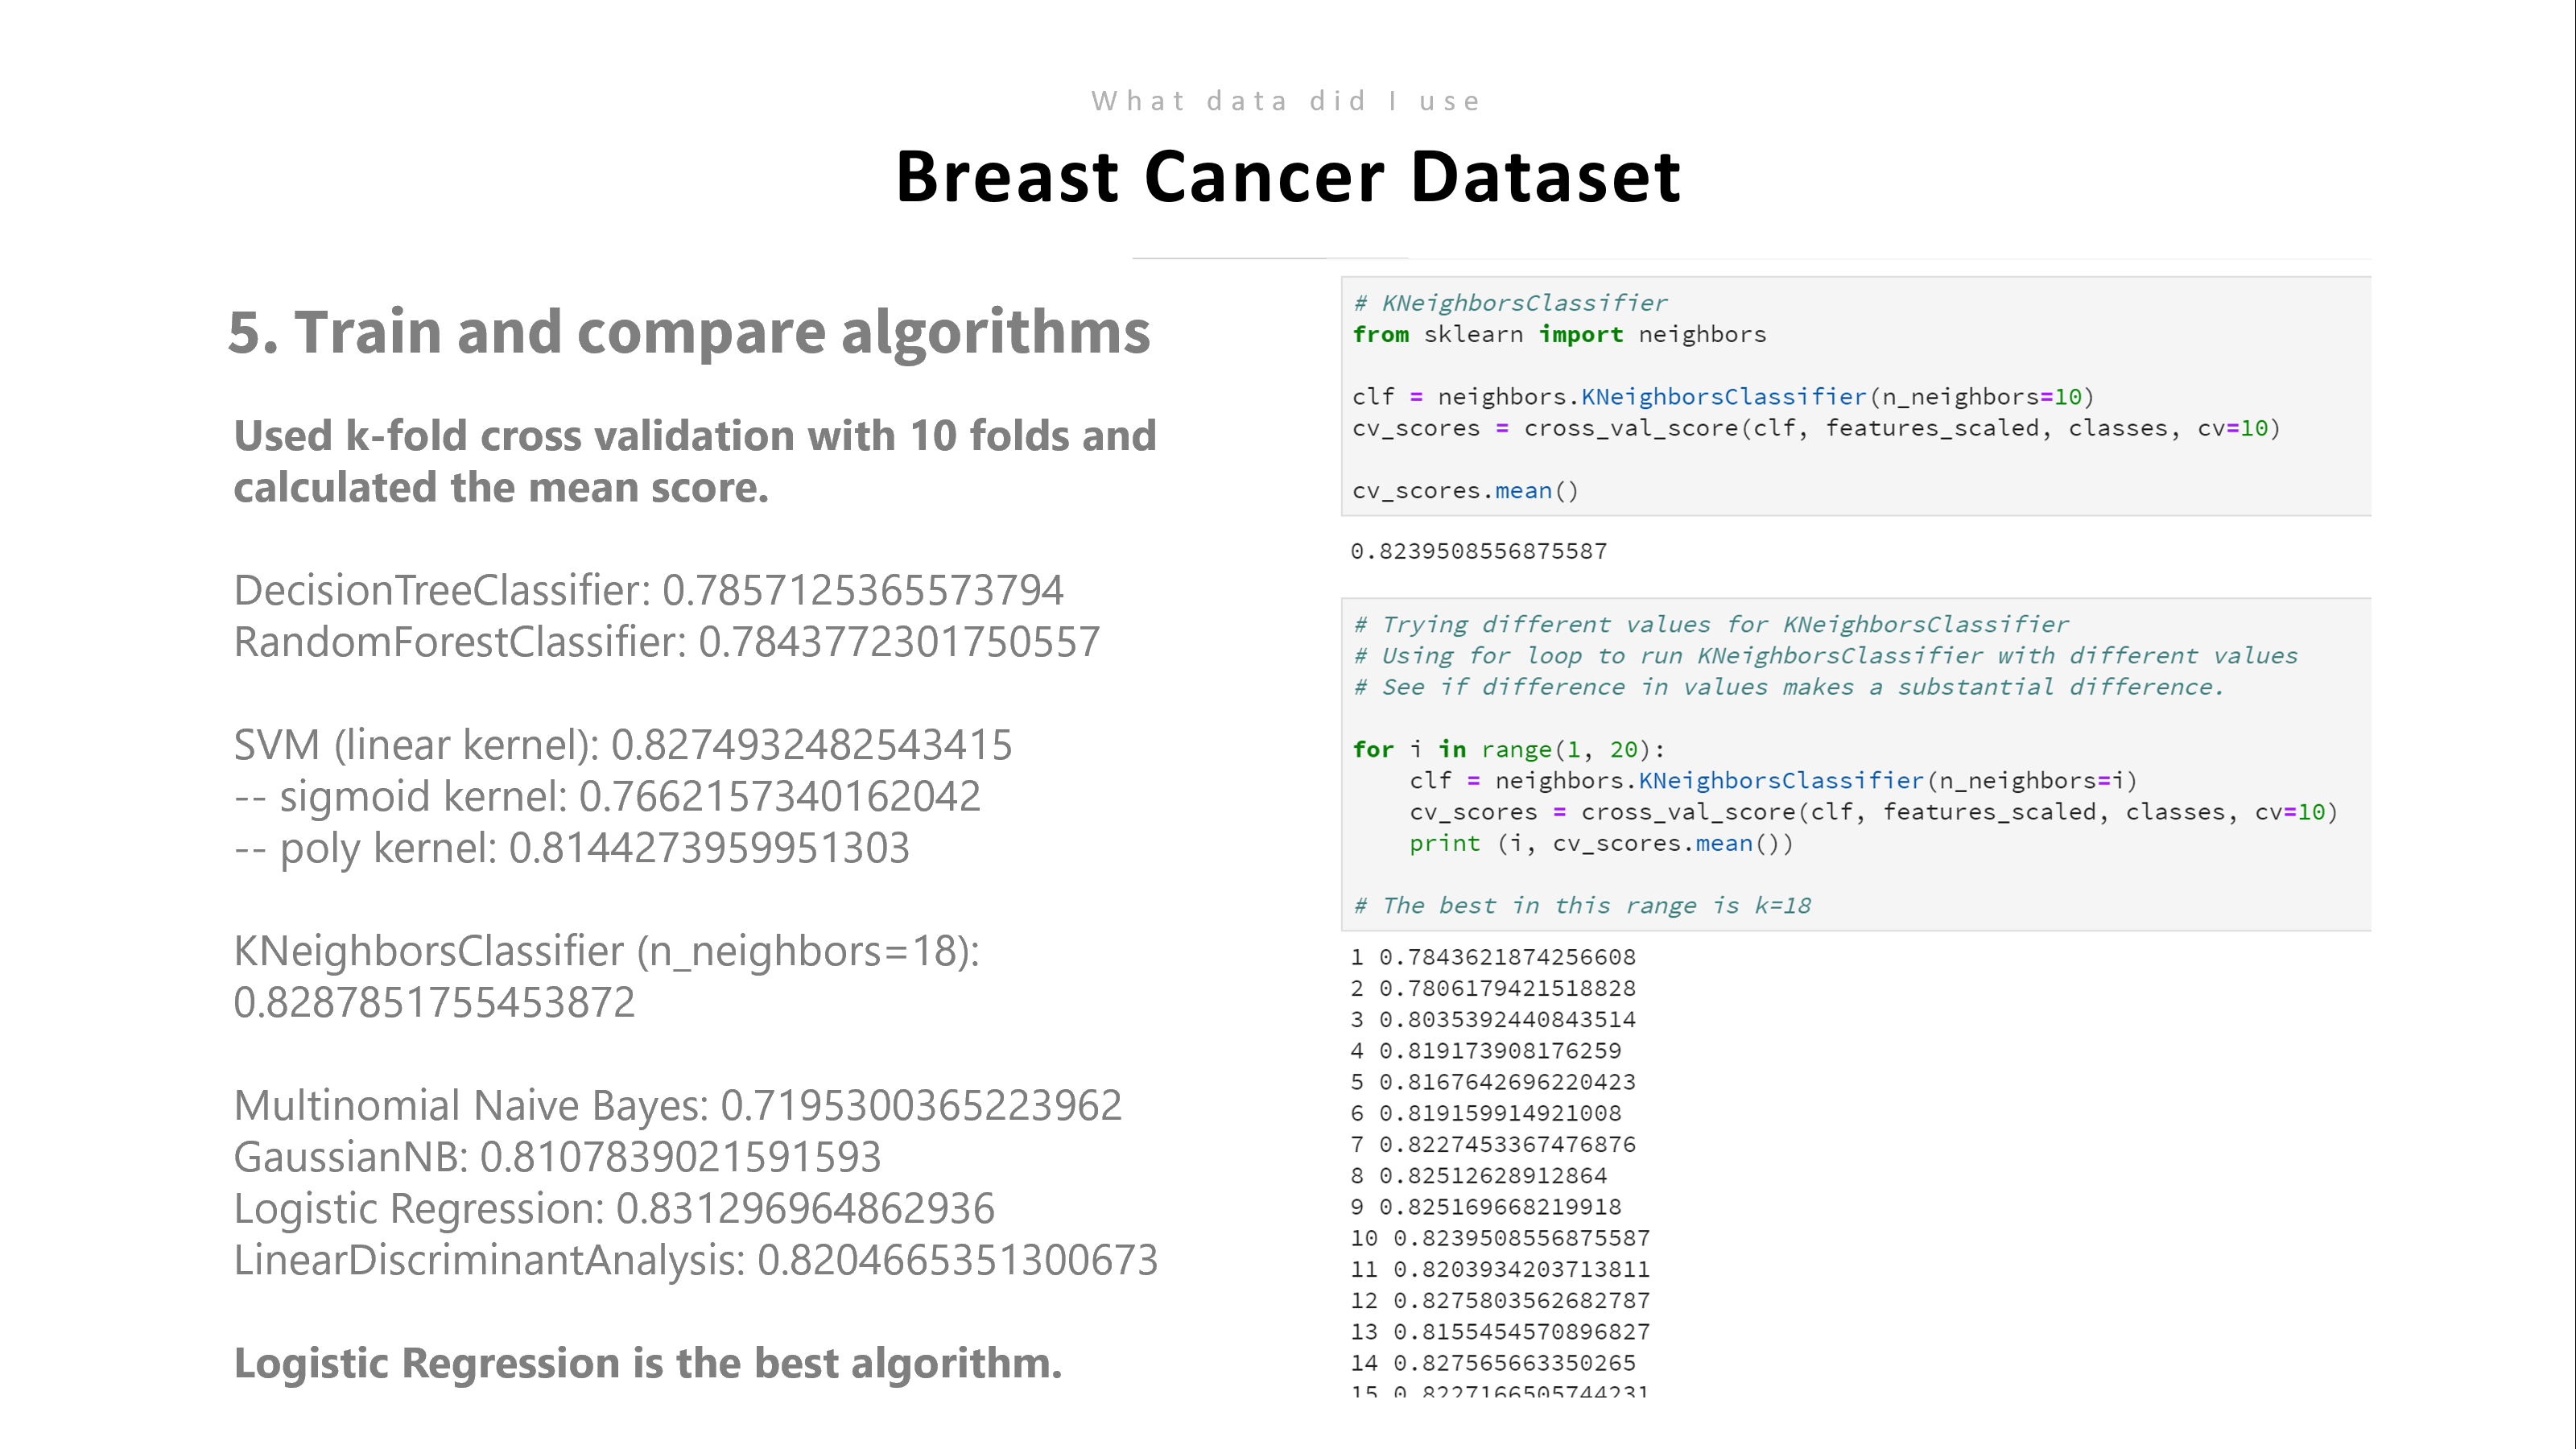 What data did I use
Breast Cancer Dataset
5. Train and compare algorithms
Used k-fold cross validation with 10 folds and
calculated the mean score.
DecisionTreeClassifier: 0.7857125365573794
RandomForestClassifier: 0.7843772301750557
SVM (linear kernel): 0.8274932482543415
-- sigmoid kernel: 0.7662157340162042
-- poly kernel: 0.8144273959951303
KNeighborsClassifier (n_neighbors=18):
0.8287851755453872
Multinomial Naive Bayes: 0.7195300365223962
GaussianNB: 0.8107839021591593
Logistic Regression: 0.831296964862936
LinearDiscriminantAnalysis: 0.8204665351300673
Logistic Regression is the best algorithm.
# KNeighborsClassifier
from sklearn import neighbors
clf = neighbors.KNeighborsClassifier(n_neighbors=10)
cv_scores = cross_val_score(clf, features_scaled, classes, cv=10)
cv_scores.mean()
0.8239508556875587
# Trying different values for KNeighborsClassifier
# Using for loop to run KNeighborsClassifier with different values
# See if difference in values makes a substantial difference.
for i in range(1, 20):
    clf = neighbors.KNeighborsClassifier(n_neighbors=i)
    cv_scores = cross_val_score(clf, features_scaled, classes, cv=10)
    print (i, cv_scores.mean())
# The best in this range is k=18
1 0.7843621874256608
2 0.7806179421518828
3 0.8035392440843514
4 0.819173908176259
5 0.8167642696220423
6 0.819159914921008
7 0.8227453367476876
8 0.82512628912864
9 0.825169668219918
10 0.8239508556875587
11 0.8203934203713811
12 0.8275803562682787
13 0.8155454570896827
14 0.827565663350265
15 0.8227166505744231